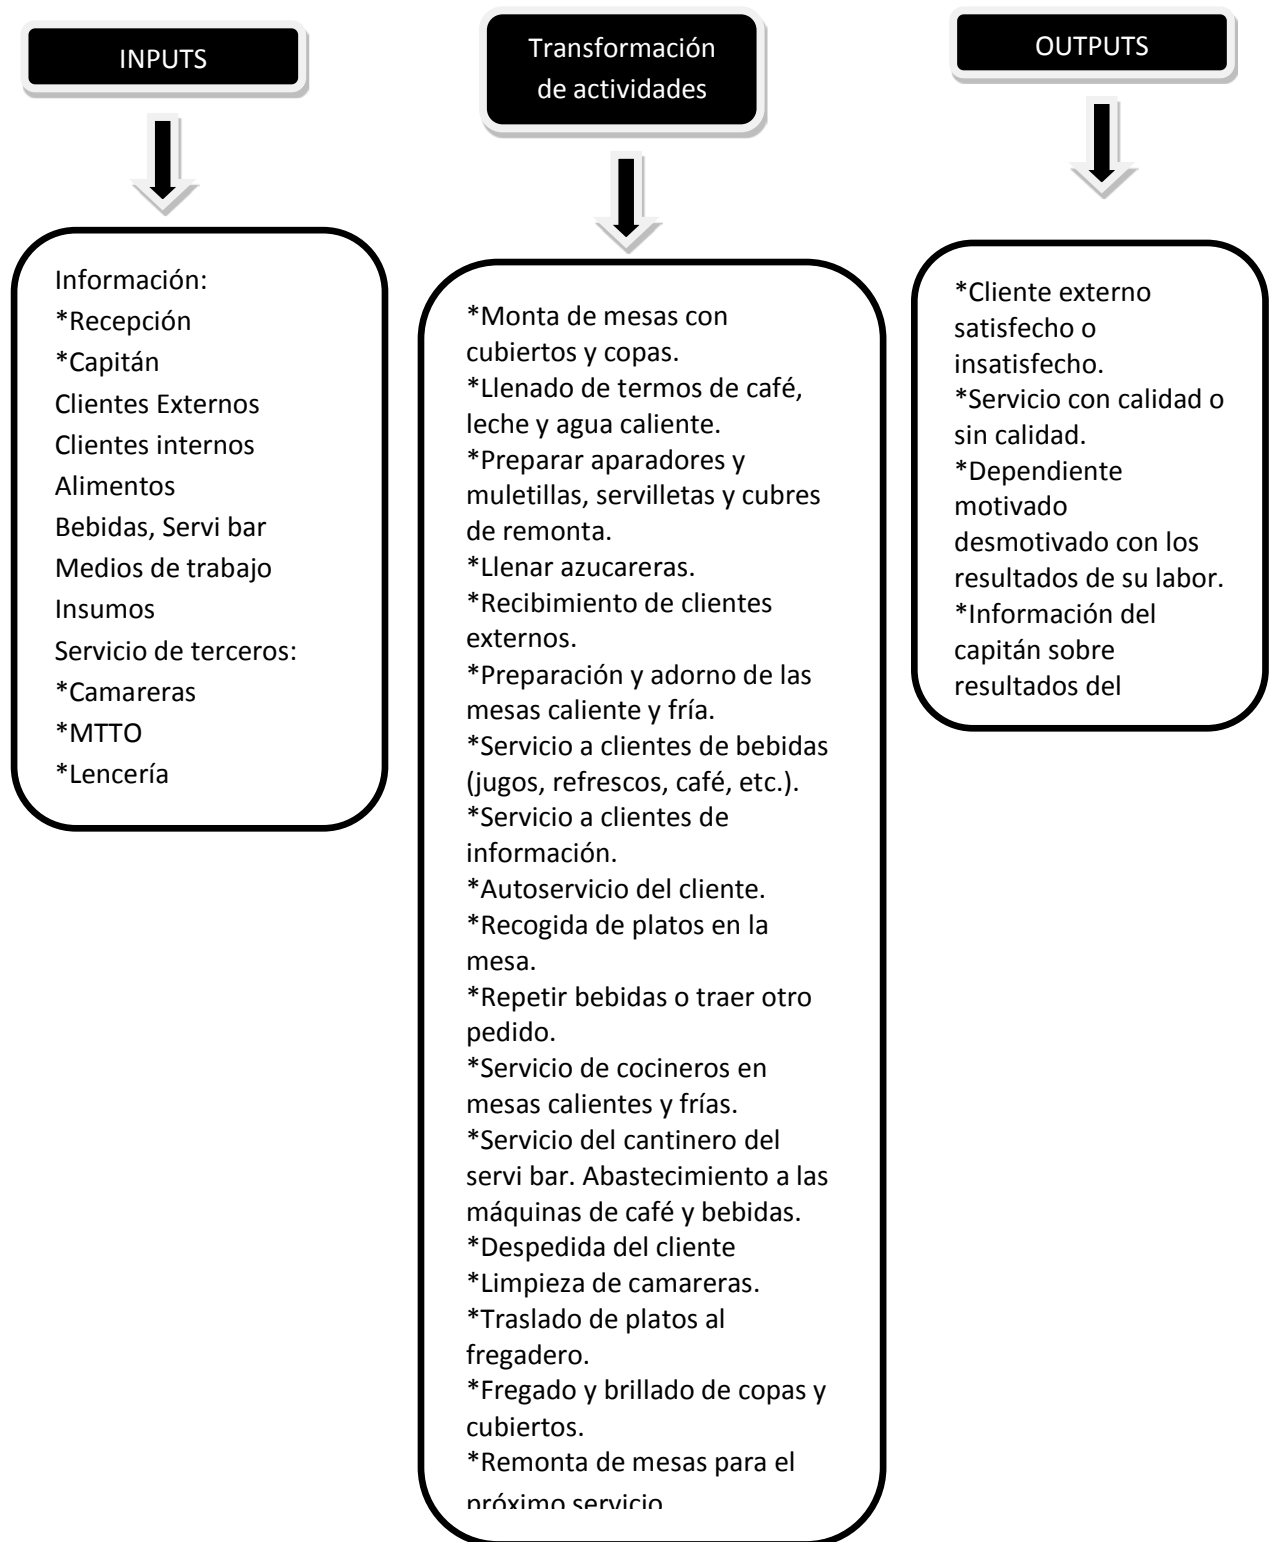 INPUTS
Información:
*Recepción
*Capitán
Clientes Externos
Clientes internos
Alimentos
Bebidas, Servi bar
Medios de trabajo
Insumos
Servicio de terceros:
*Camareras
*MTTO
*Lencería
Transformación
de actividades
*Monta de mesas con
cubiertos y copas.
*Llenado de termos de café,
leche y agua caliente.
*Preparar aparadores y
muletillas, servilletas y cubres
de remonta.
*Llenar azucareras.
*Recibimiento de clientes
externos.
*Preparación y adorno de las
mesas caliente y fría.
*Servicio a clientes de bebidas
(jugos, refrescos, café, etc.).
*Servicio a clientes de
información.
*Autoservicio del cliente.
*Recogida de platos en la
mesa.
*Repetir bebidas o traer otro
pedido.
*Servicio de cocineros en
mesas calientes y frías.
*Servicio del cantinero del
servi bar. Abastecimiento a las
máquinas de café y bebidas.
*Despedida del cliente
*Limpieza de camareras.
*Traslado de platos al
fregadero.
*Fregado y brillado de copas y
cubiertos.
*Remonta de mesas para el
próximo servicio
OUTPUTS
*Cliente externo
satisfecho o
insatisfecho.
*Servicio con calidad o
sin calidad.
*Dependiente
motivado
desmotivado con los
resultados de su labor.
*Información del
capitán sobre
resultados del